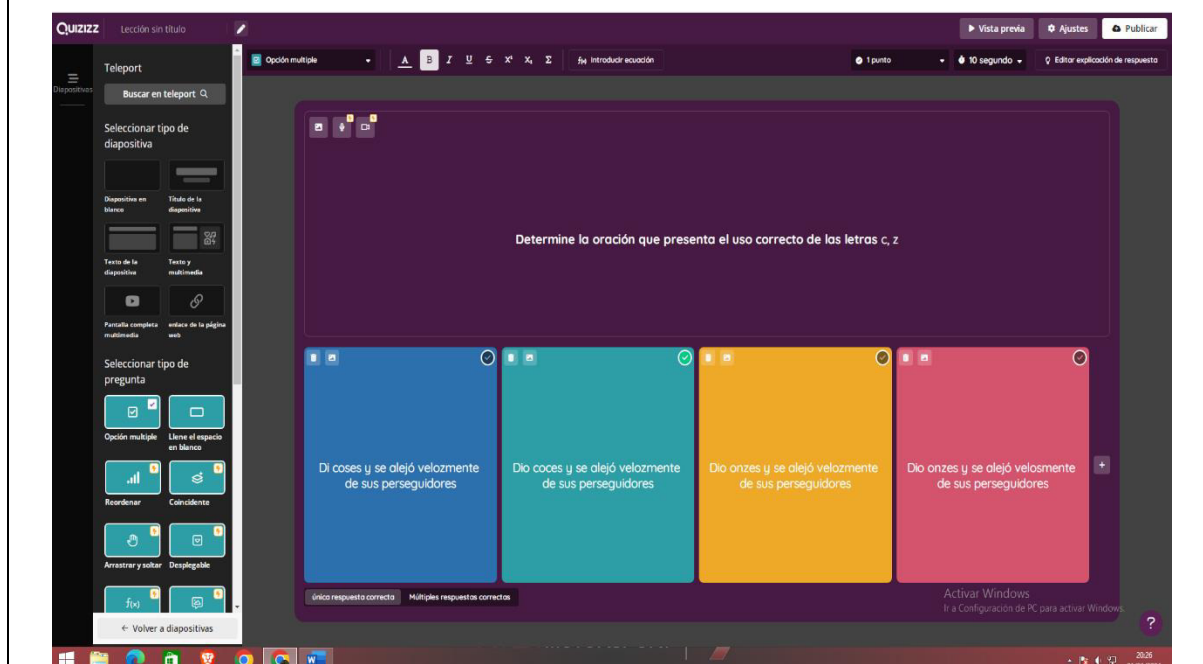 QUIZIZZ
Lección sin título
Vista previa
Ajustes
Publicar
Dispositivas
Teleport
Buscar en teleport
Seleccionar tipo de
diapositiva
Diapositiva en
blanco
Título de la
diapositiva
Texto de la
diapositiva
Texto y
multimedia
Pantalla completa
multimedia
enlace de la página
web
Seleccionar tipo de
pregunta
Opción multiple
Llene el espacio
en blanco
Reordenar
Coincidente
Arrastrar y soltar
Desplegable
f(x)
Volver a diapositivas
Opción multiple
A B I U S X² X₂ Σ
f(x) Introducir ecuación
1 punto
10 segundo
Editar explicación de respuesta
Determine la oración que presenta el uso correcto de las letras c, z
Di coses y se alejó velozmente
de sus perseguidores
Dio coces y se alejó velozmente
de sus perseguidores
Dio onzes y se alejó velozmente
de sus perseguidores
Dio onzes y se alejó velosmente
de sus perseguidores
+
única respuesta correcta
Múltiples respuestas correctas
Activar Windows
Ir a Configuración de PC para activar Windows.
?
20:26